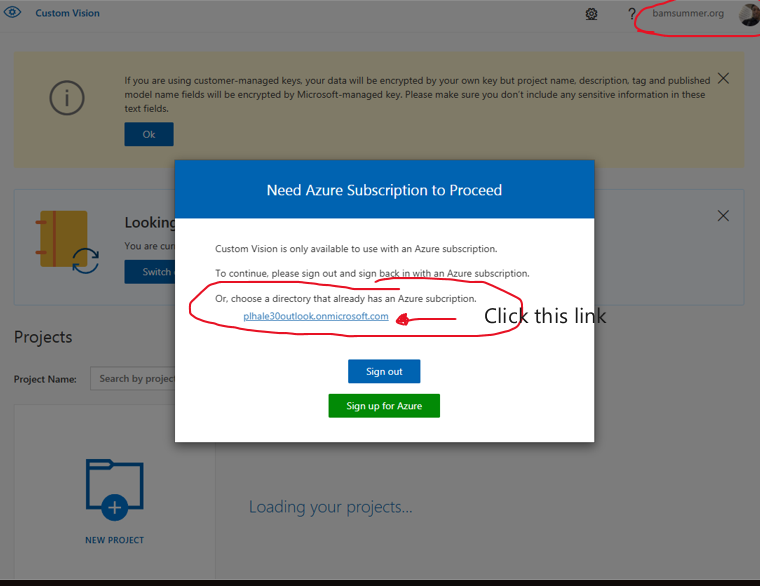 Custom Vision
?
bamsummer.org
If you are using customer-managed keys, your data will be encrypted by your own key but project name, description, tag and published
model name fields will be encrypted by Microsoft-managed key. Please make sure you don't include any sensitive information in these
text fields.
Ok
Need Azure Subscription to Proceed
Looking
You are cur
Switch
Custom Vision is only available to use with an Azure subscription.
To continue, please sign out and sign back in with an Azure subscription.
Or, choose a directory that already has an Azure subcription.
plhale30outlook.onmicrosoft.com
Click this link
Projects
Sign out
Project Name:
Search by project
Sign up for Azure
Loading your projects...
NEW PROJECT